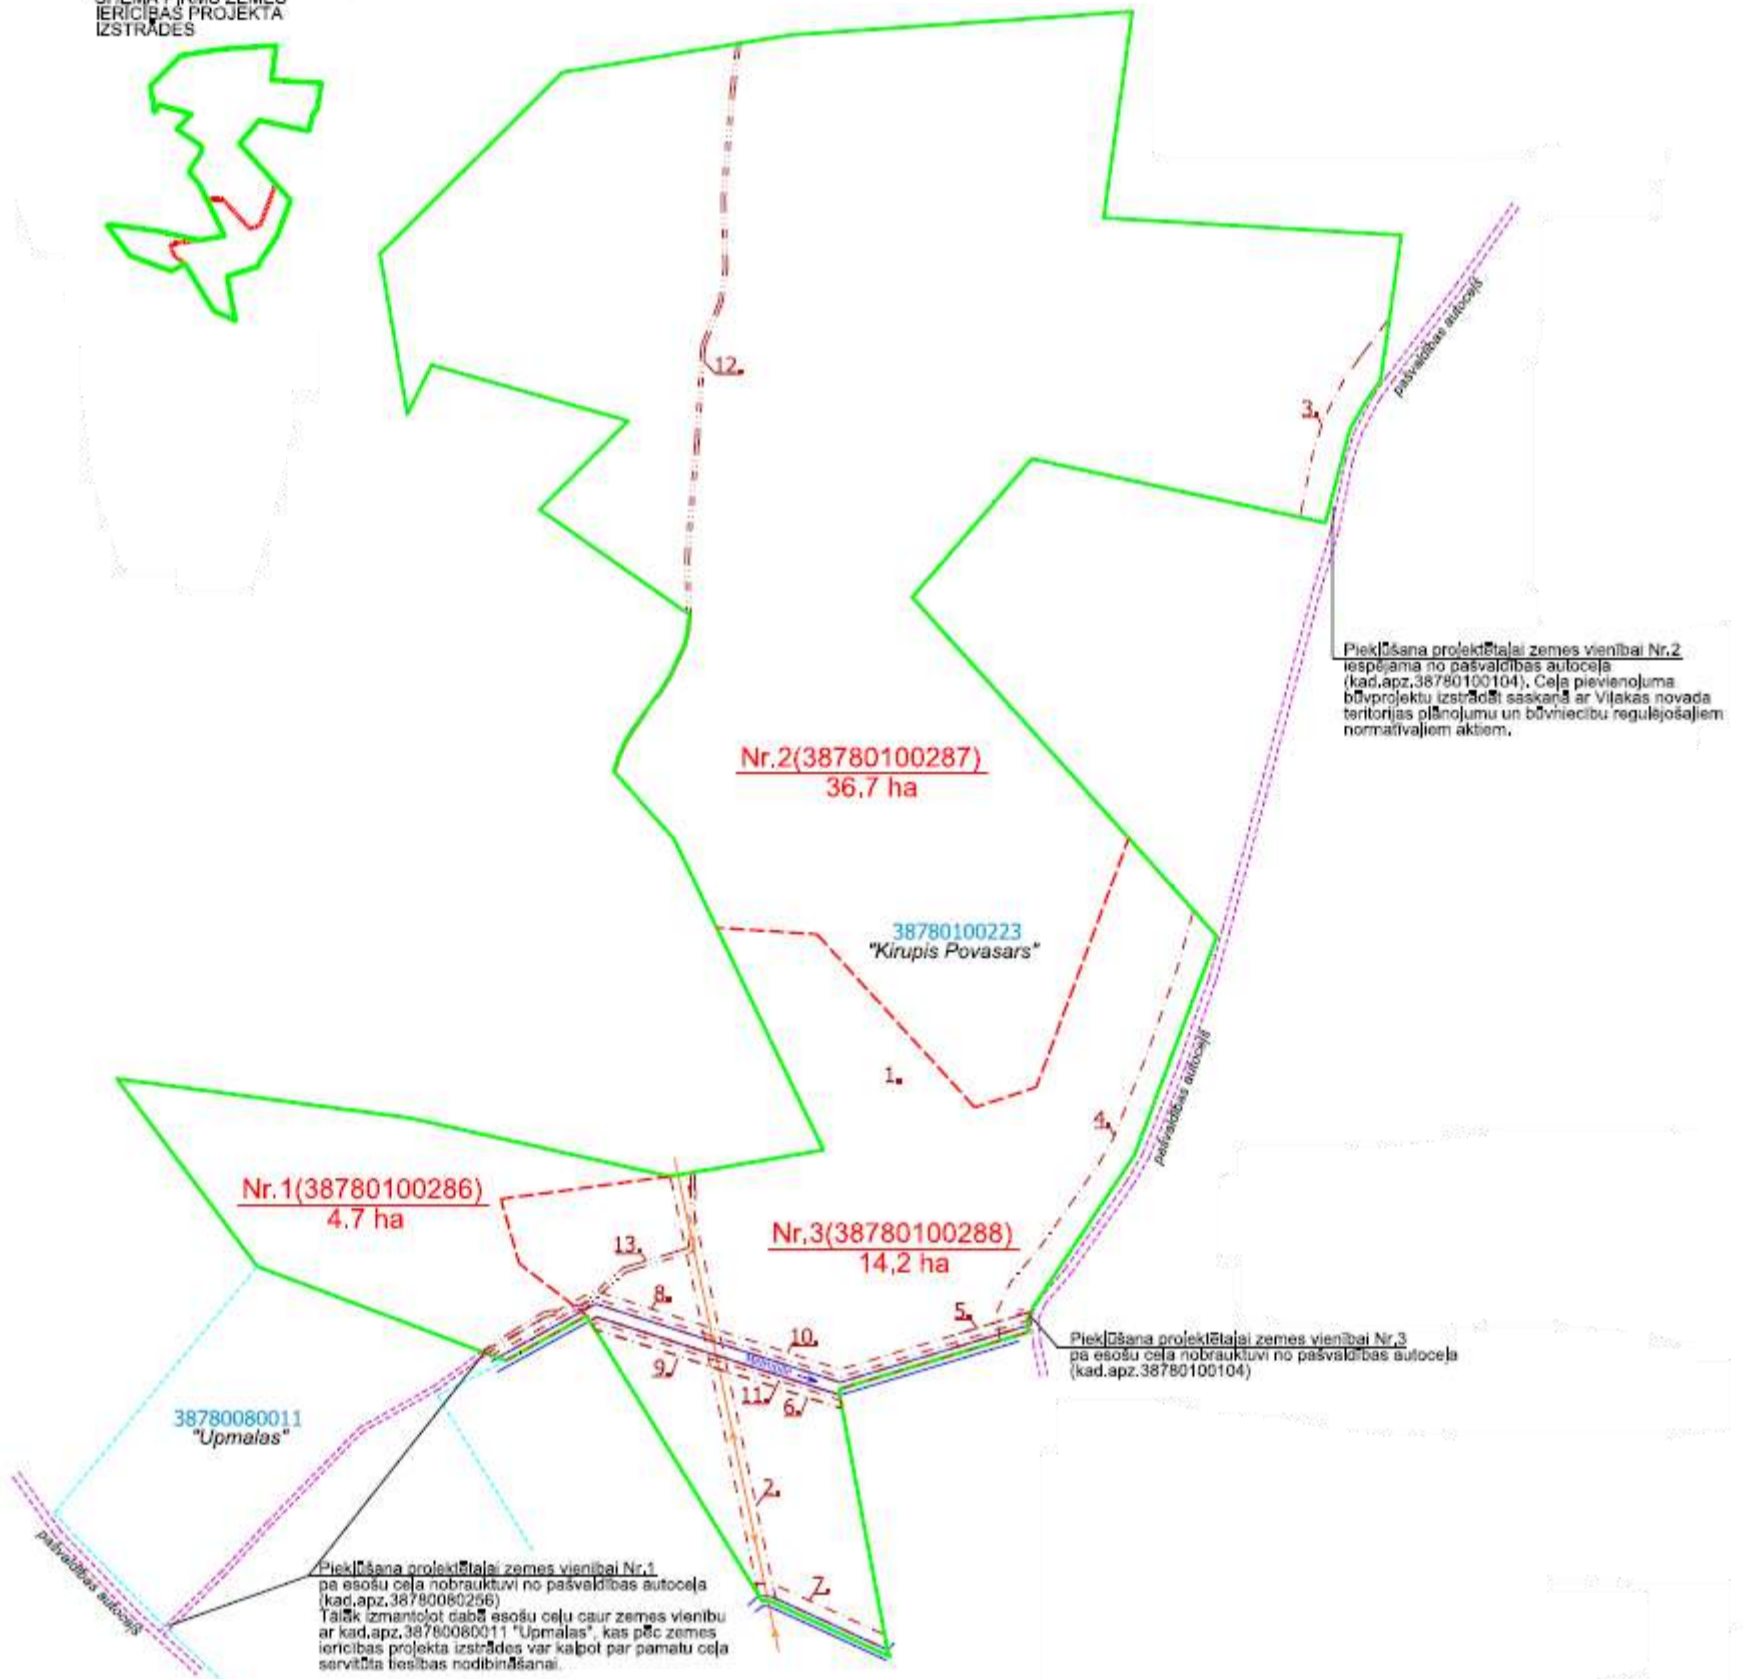 IERĪCĪBAS PROJEKTA
IZSTRĀDES
12.
3.
pašvaldības autoceļš
Piekļūšana projektētajai zemes vienībai Nr.2
iespējama no pašvaldības autoceļa
(kad.apz.38780100104). Ceļa pievienojuma
būvprojektu izstrādāt saskaņā ar Viļakas novada
teritorijas plānojumu un būvniecību regulējošajiem
normatīvajiem aktiem.
Nr.2(38780100287)
36,7 ha
38780100223
"Kirupis Povasars"
1.
4.
pašvaldības autoceļš
Nr.1(38780100286)
4.7 ha
Nr,3(38780100288)
14,2 ha
13.
8.
5.
10.
9.
11.
6.
Piekļūšana projektētajai zemes vienībai Nr,3
pa esošu ceļa nobrauktuvi no pašvaldības autoceļa
(kad.apz.38780100104)
38780080011
"Upmalas"
2.
7.
pašvaldības autoceļš
Piekļūšana projektētajai zemes vienībai Nr.1
pa esošu ceļa nobrauktuvi no pašvaldības autoceļa
(kad.apz.38780080256)
Tālāk izmantojot dabā esošu ceļu caur zemes vienību
ar kad.apz.38780080011 "Upmalas", kas pēc zemes
ierīcības projekta izstrādes var kalpot par pamatu ceļa
servitūta tiesības nodibināšanai.